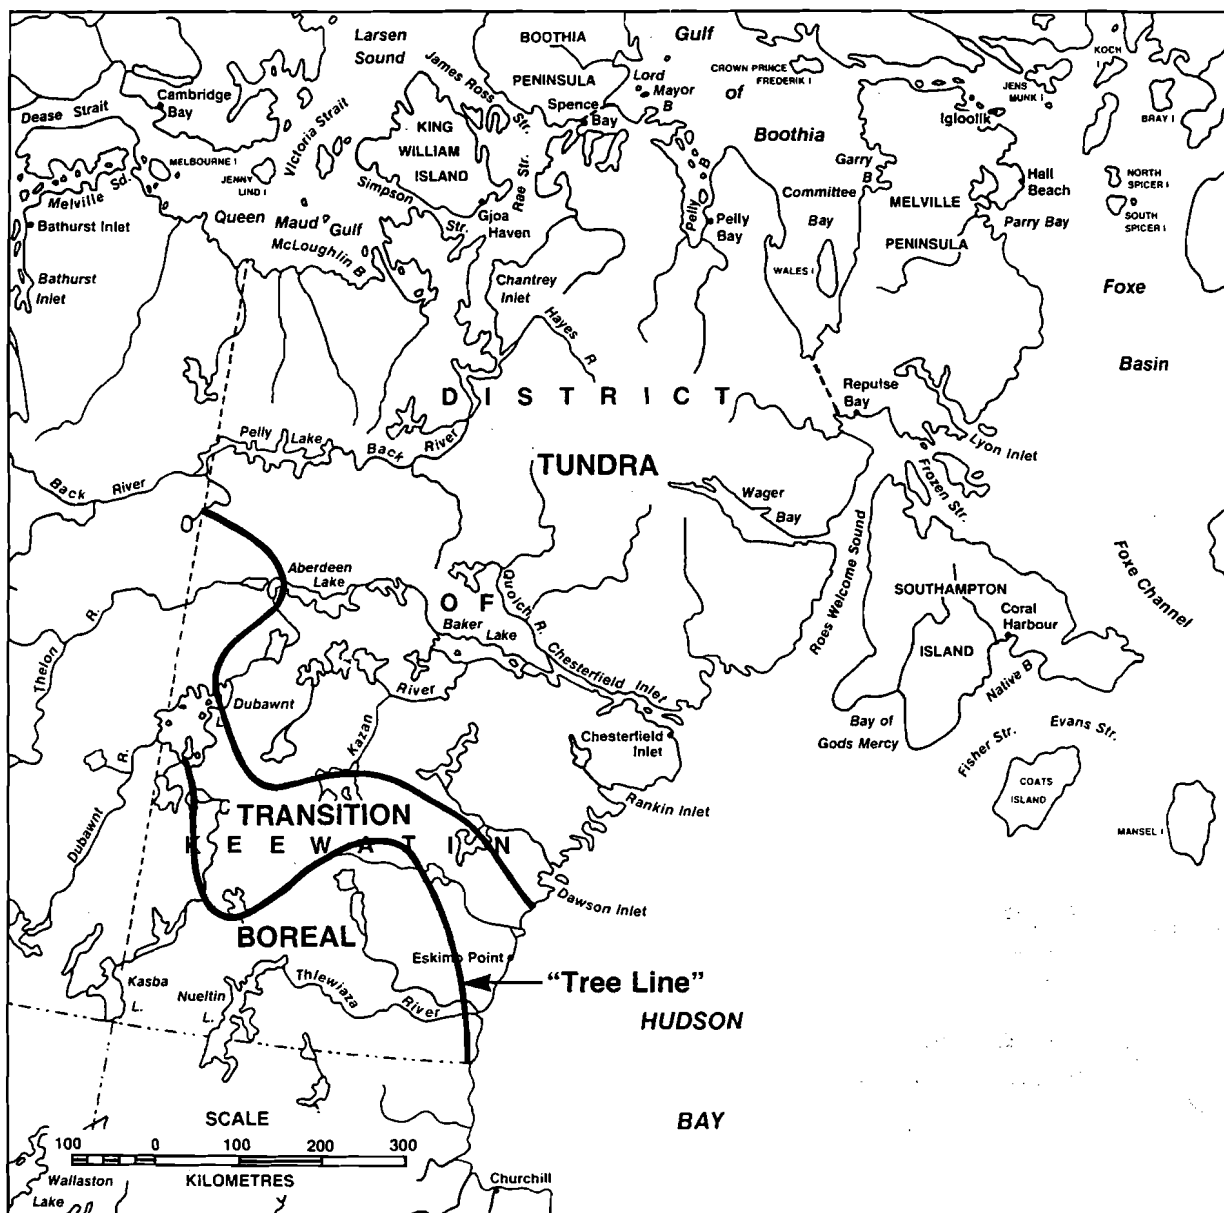 Larsen
Sound
BOOTHIA
PENINSULA
Gulf
of
Boothia
CROWN PRINCE
FREDERIK I
KOCH
I
JENS
MUNK I
BRAY I
Dease Strait
Cambridge
Bay
Victoria Strait
James Ross
Str.
Lord
Mayor
B
Spence
Bay
Igloolik
KING
WILLIAM
ISLAND
Rae Str.
MELBOURNE I
JENNY
LIND I
Melville Sd.
Simpson
Str.
Garry
B
Hall
Beach
NORTH
SPICER I
SOUTH
SPICER I
Queen
Maud Gulf
McLoughlin B
Gjoa
Haven
Pelly
B
Pelly
Bay
Committee
Bay
MELVILLE
PENINSULA
Parry Bay
Bathurst Inlet
Bathurst
Inlet
Chantrey
Inlet
WALES I
Foxe
Basin
Hayes R
DISTRICT
Repulse
Bay
Lyon Inlet
Pelly Lake
Back River
TUNDRA
Back River
Wager
Bay
Frozen Str.
Roes Welcome Sound
Foxe Channel
Aberdeen
Lake
Quoich R.
OF
Baker Lake
SOUTHAMPTON
ISLAND
Coral
Harbour
Native B
Thelon R.
Chesterfield Inlet
Dubawnt
L.
Kazan River
Chesterfield
Inlet
Bay of
Gods Mercy
Fisher Str.
Evans Str.
COATS
ISLAND
MANSEL I
Dubawnt R.
Rankin Inlet
TRANSITION
KEEWATIN
Dawson Inlet
BOREAL
Eskimo Point
"Tree Line"
Kasba
L.
Nueltin
L.
Thlewiaza River
HUDSON
BAY
SCALE
100 0 100 200 300
KILOMETRES
Wallaston
Lake
Churchill